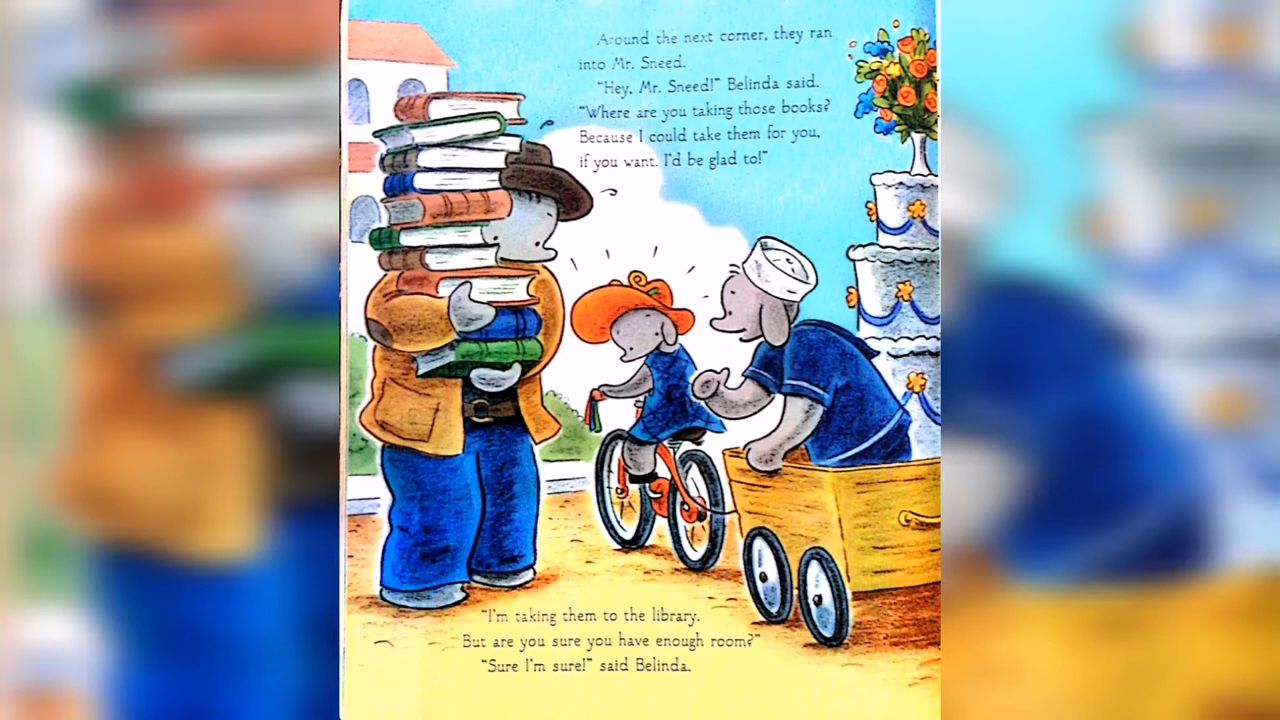 Around the next corner, they ran
into Mr. Sneed.
"Hey, Mr. Sneed!" Belinda said.
"Where are you taking those books?
Because I could take them for you,
if you want. I'd be glad to!"
"I'm taking them to the library.
But are you sure you have enough room?"
"Sure I'm sure!" said Belinda.